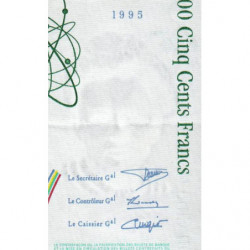 1995
00 Cinq Cents Francs
Le Secrétaire Gal
Le Contrôleur Gal
Le Caissier Gal